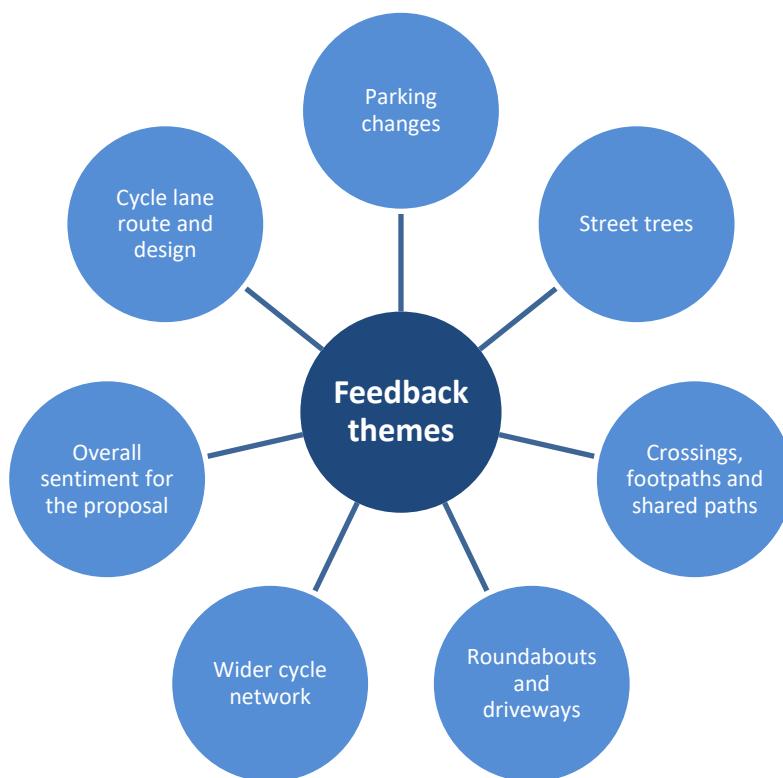 Parking
changes
Street trees
Crossings,
footpaths and
shared paths
Roundabouts
and
driveways
Wider cycle
network
Overall
sentiment for
the proposal
Cycle lane
route and
design
Feedback
themes